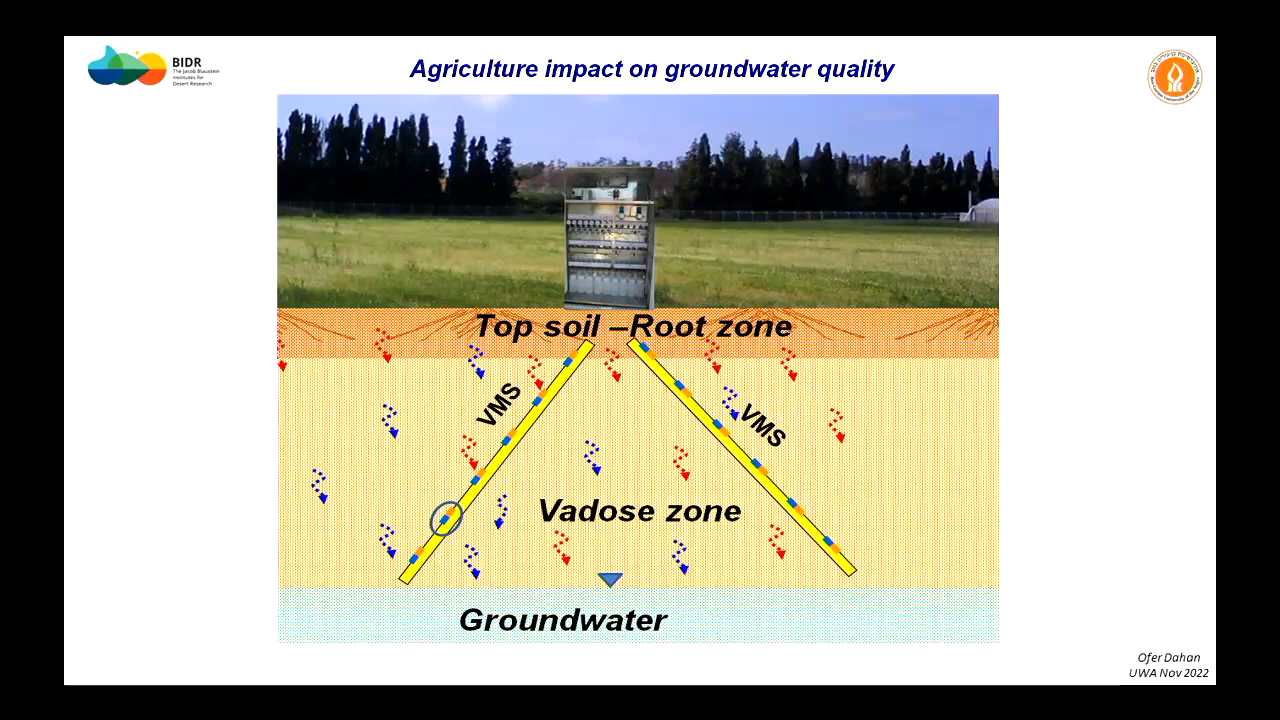 BIDR
The Jacob Blaustein
Institutes for
Desert Research
Agriculture impact on groundwater quality
Top soil –Root zone
VMS
VMS
Vadose zone
Groundwater
Ofer Dahan
UWA Nov 2022